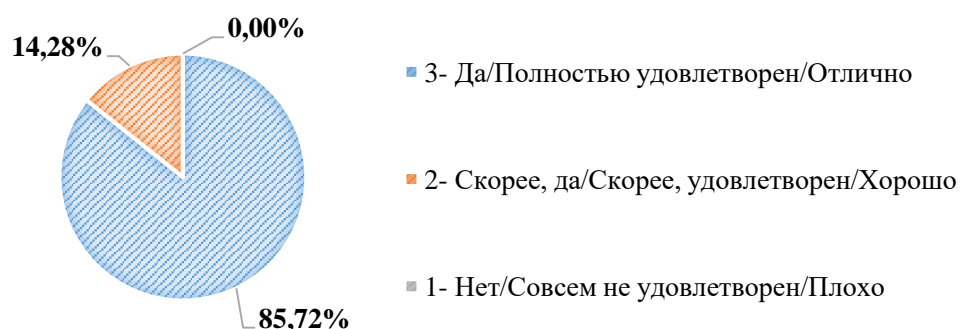 0,00%
14,28%
3- Да/Полностью удовлетворен/Отлично
2- Скорее, да/Скорее, удовлетворен/Хорошо
1- Нет/Совсем не удовлетворен/Плохо
85,72%